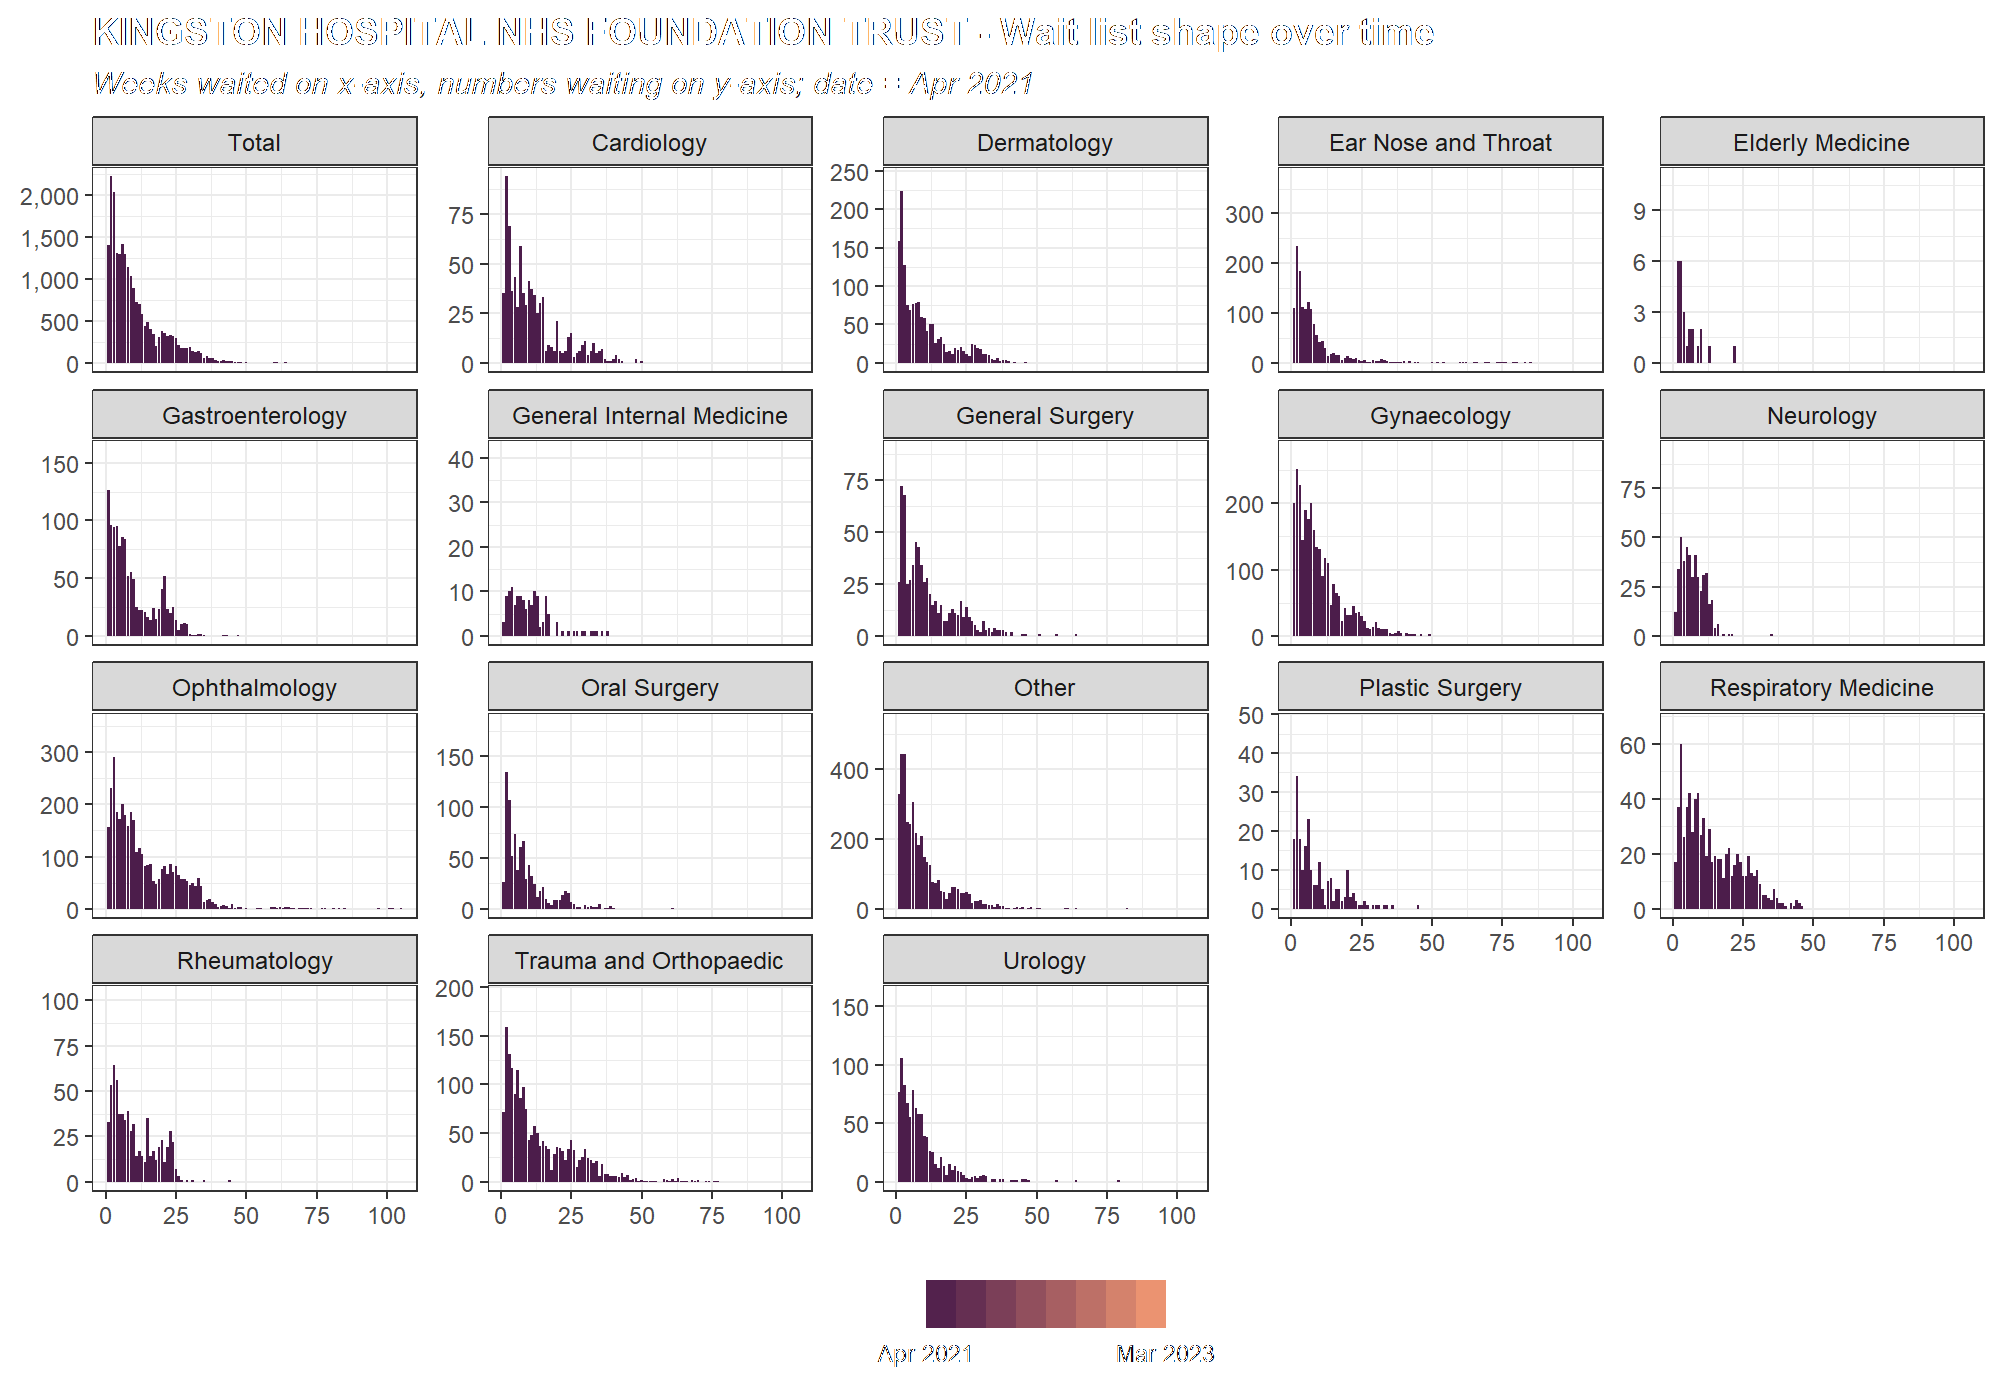 KINGSTON HOSPITAL NHS FOUNDATION TRUST - Wait list shape over time
Weeks waited on x-axis, numbers waiting on y-axis; date = Apr 2021
Total
Cardiology
Dermatology
Ear Nose and Throat
Elderly Medicine
2,000
1,500
1,000
500
0
75
50
25
0
250
200
150
100
50
0
300
200
100
0
9
6
3
0
Gastroenterology
General Internal Medicine
General Surgery
Gynaecology
Neurology
150
100
50
0
40
30
20
10
0
75
50
25
0
200
100
0
75
50
25
0
Ophthalmology
Oral Surgery
Other
Plastic Surgery
Respiratory Medicine
300
200
100
0
150
100
50
0
400
200
0
50
40
30
20
10
0
60
40
20
0
0 25 50 75 100
0 25 50 75 100
Rheumatology
Trauma and Orthopaedic
Urology
100
75
50
25
0
200
150
100
50
0
150
100
50
0
0 25 50 75 100
0 25 50 75 100
0 25 50 75 100
Apr 2021
Mar 2023